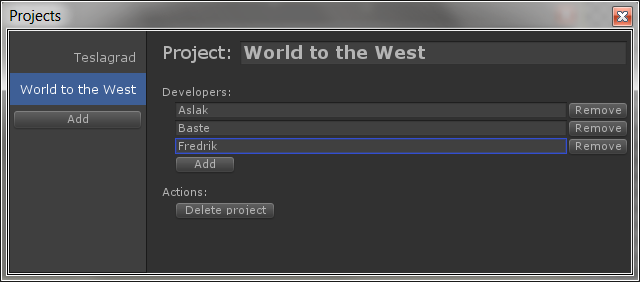 Projects
Teslagrad
World to the West
Add
Project: World to the West
Developers:
Aslak Remove
Baste Remove
Fredrik Remove
Add
Actions:
Delete project